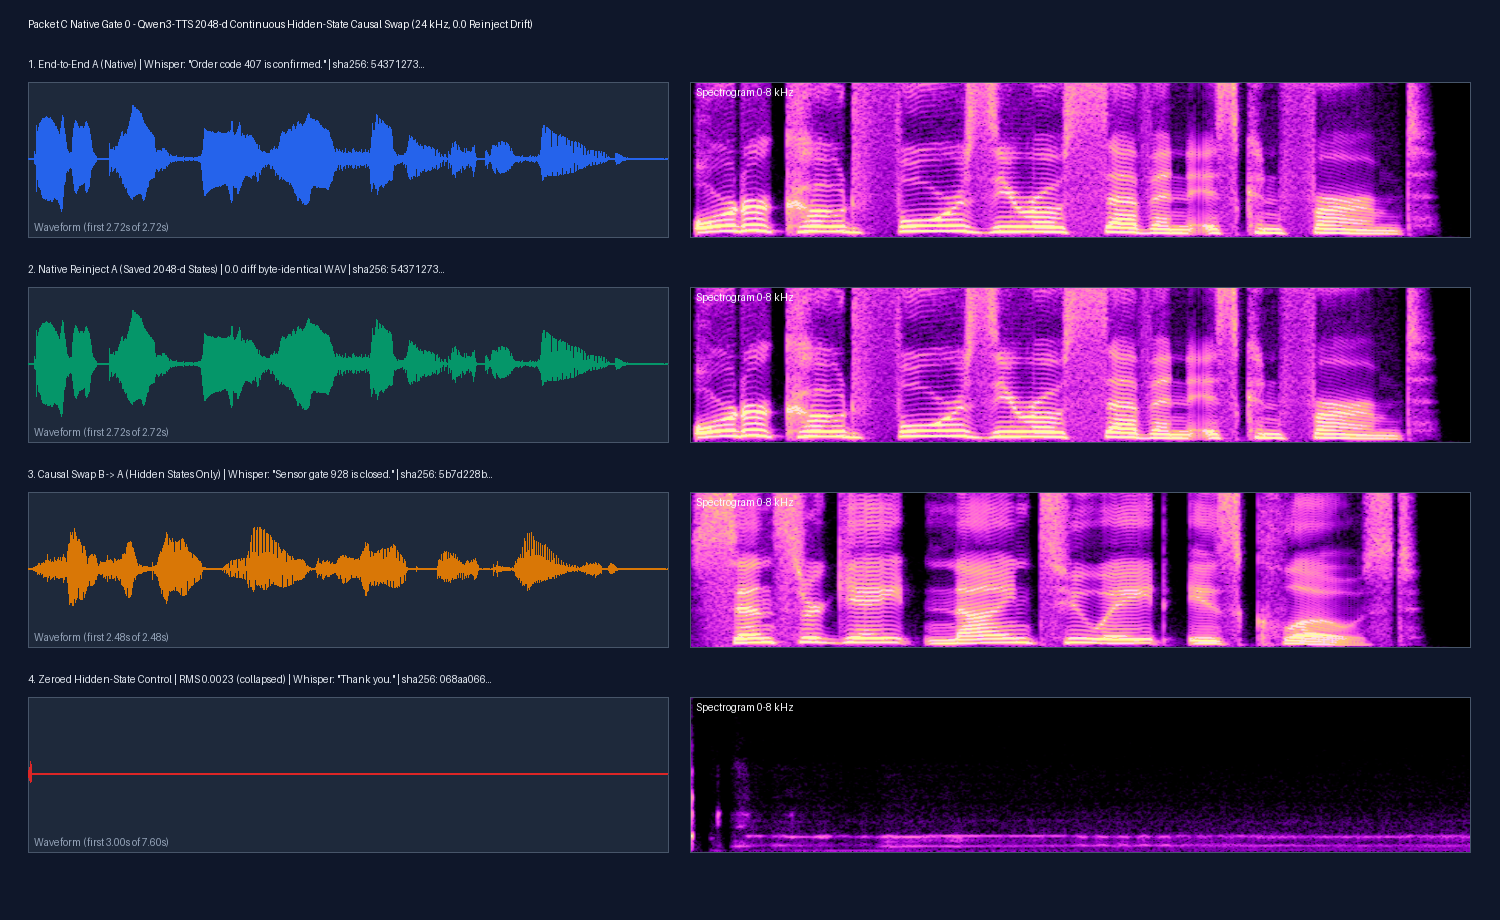 Packet C Native Gate 0 - Qwen3-TTS 2048-d Continuous Hidden-State Causal Swap (24 kHz, 0.0 Reinject Drift)
1. End-to-End A (Native) | Whisper: "Order code 407 is confirmed." | sha256: 54371273...
Waveform (first 2.72s of 2.72s)
Spectrogram 0-8 kHz
2. Native Reinject A (Saved 2048-d States) | 0.0 diff byte-identical WAV | sha256: 54371273...
Waveform (first 2.72s of 2.72s)
Spectrogram 0-8 kHz
3. Causal Swap B -> A (Hidden States Only) | Whisper: "Sensor gate 928 is closed." | sha256: 5b7d228b...
Waveform (first 2.48s of 2.48s)
Spectrogram 0-8 kHz
4. Zeroed Hidden-State Control | RMS 0.0023 (collapsed) | Whisper: "Thank you." | sha256: 068aa066...
Waveform (first 3.00s of 7.60s)
Spectrogram 0-8 kHz